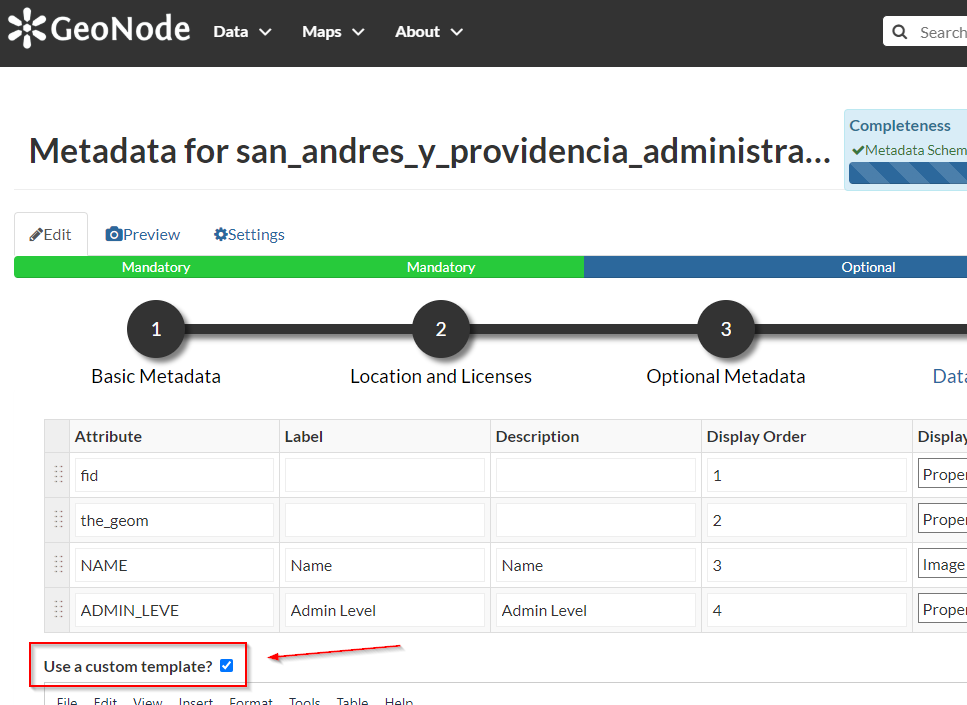 GeoNode Data Maps About Search
Completeness
Metadata for san_andres_y_providencia_administra...
Metadata Schem
Edit Preview Settings
Mandatory Mandatory Optional
1 2 3
Basic Metadata Location and Licenses Optional Metadata Data
Attribute Label Description Display Order Display
fid 1 Proper
the_geom 2 Proper
NAME Name Name 3 Image
ADMIN_LEVE Admin Level Admin Level 4 Proper
Use a custom template?
File Edit View Insert Format Tools Table Help